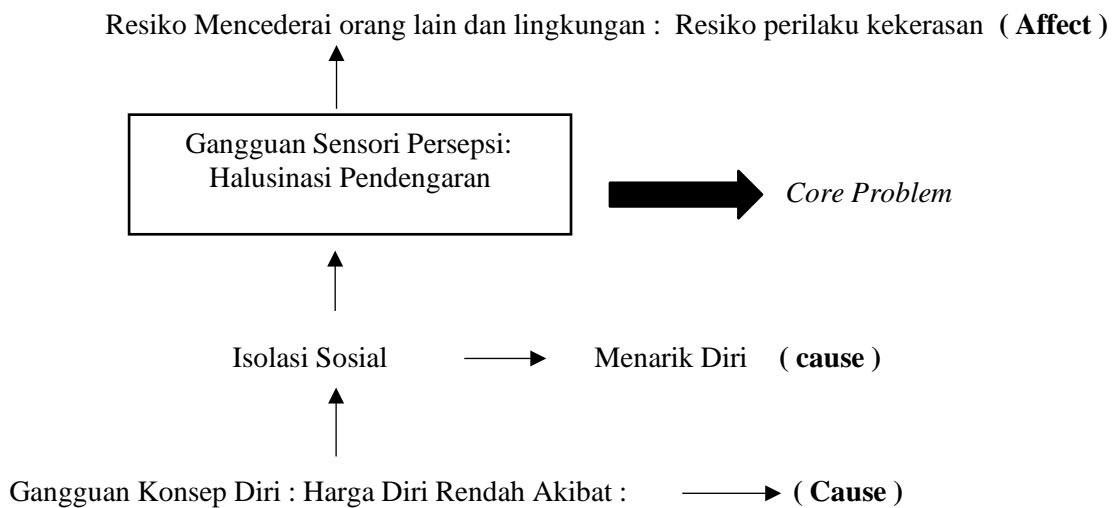 Resiko Mencederai orang lain dan lingkungan : Resiko perilaku kekerasan ( Affect )
Gangguan Sensori Persepsi:
Halusinasi Pendengaran
Core Problem
Isolasi Sosial Menarik Diri ( cause )
Gangguan Konsep Diri : Harga Diri Rendah Akibat : ( Cause )